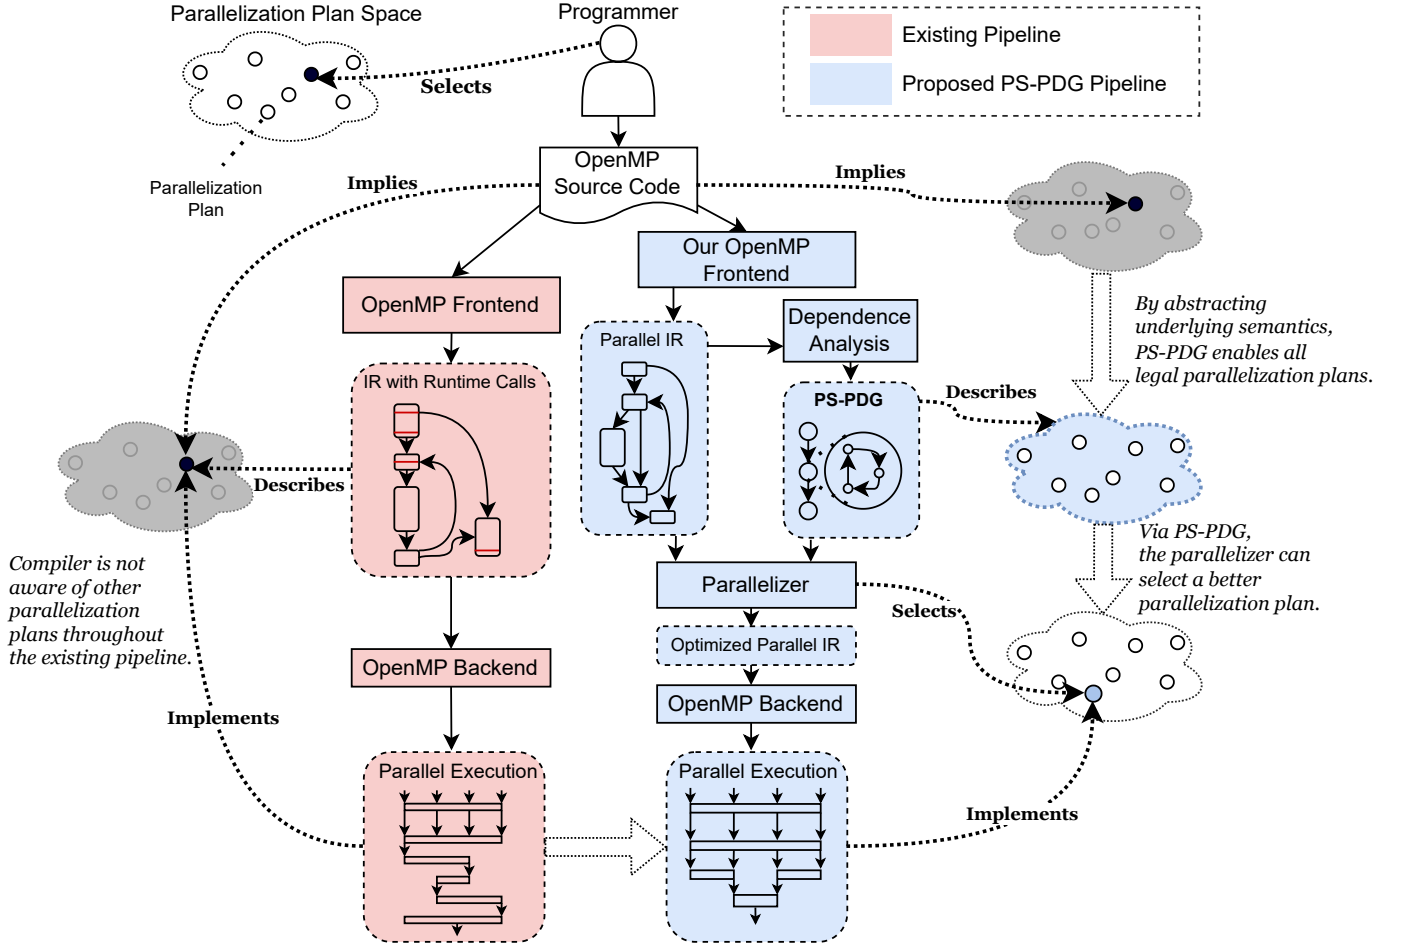 Parallelization Plan Space
Programmer
Existing Pipeline
Proposed PS-PDG Pipeline
Selects
Parallelization
Plan
OpenMP
Source Code
Implies
Implies
Our OpenMP
Frontend
OpenMP Frontend
Dependence
Analysis
By abstracting
underlying semantics,
PS-PDG enables all
legal parallelization plans.
Parallel IR
IR with Runtime Calls
PS-PDG
Describes
Describes
Compiler is not
aware of other
parallelization
plans throughout
the existing pipeline.
Via PS-PDG,
the parallelizer can
select a better
parallelization plan.
Parallelizer
Selects
Optimized Parallel IR
OpenMP Backend
OpenMP Backend
Implements
Parallel Execution
Parallel Execution
Implements